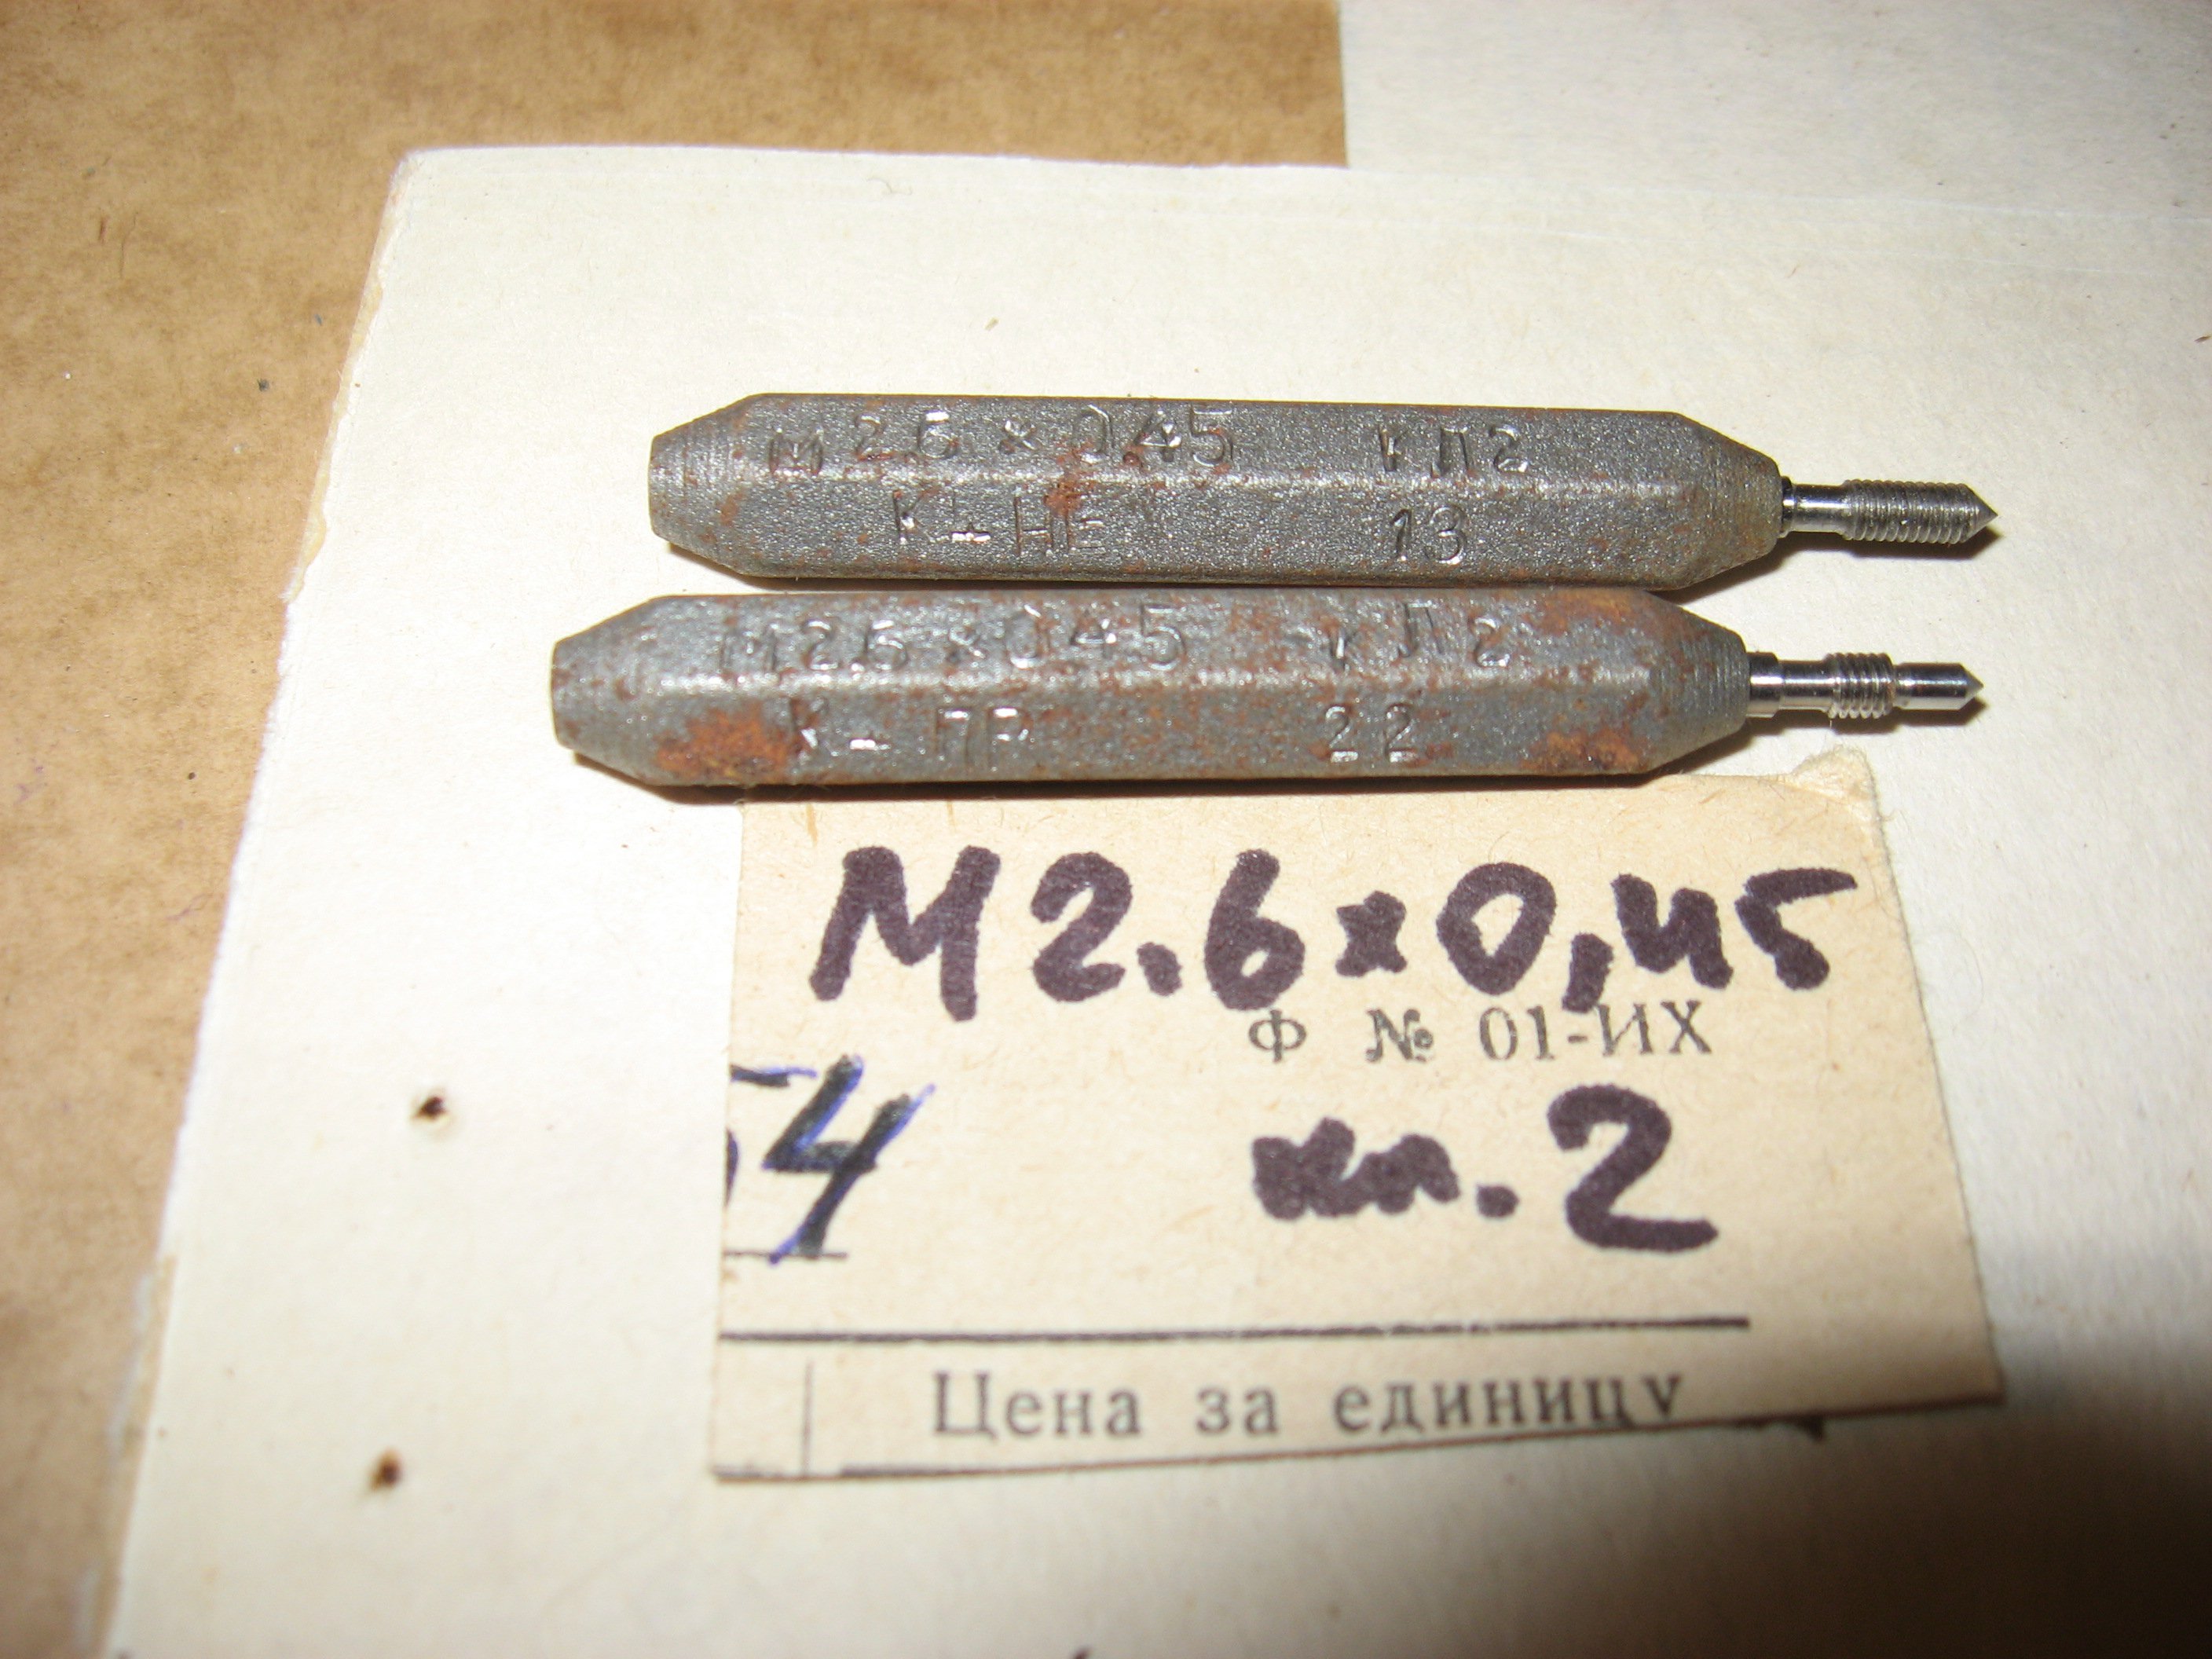 М2.6×0.45 КЛ2
К-НЕ 13
М2.6×0.45 КЛ2
К-ПР 22
М2.6×0,45
Ф № 01-ИХ
54 кл.2
Цена за единицу